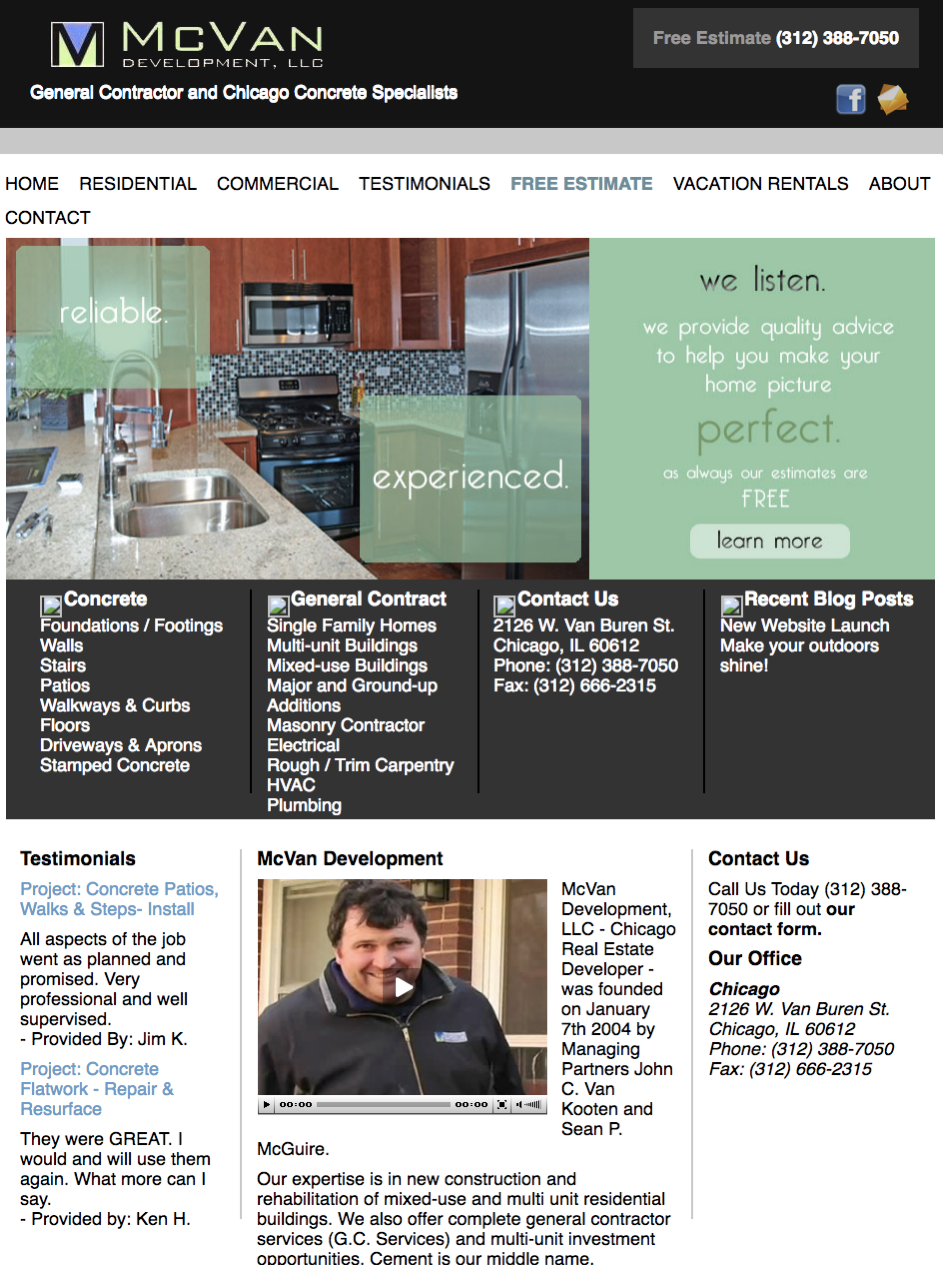 McVan
DEVELOPMENT, LLC
Free Estimate (312) 388-7050
General Contractor and Chicago Concrete Specialists
HOME RESIDENTIAL COMMERCIAL TESTIMONIALS FREE ESTIMATE VACATION RENTALS ABOUT
CONTACT
reliable.
experienced.
we listen.
we provide quality advice
to help you make your
home picture
perfect.
as always our estimates are
FREE
learn more
Concrete
Foundations / Footings
Walls
Stairs
Patios
Walkways & Curbs
Floors
Driveways & Aprons
Stamped Concrete
General Contract
Single Family Homes
Multi-unit Buildings
Mixed-use Buildings
Major and Ground-up
Additions
Masonry Contractor
Electrical
Rough / Trim Carpentry
HVAC
Plumbing
Contact Us
2126 W. Van Buren St.
Chicago, IL 60612
Phone: (312) 388-7050
Fax: (312) 666-2315
Recent Blog Posts
New Website Launch
Make your outdoors
shine!
Testimonials
Project: Concrete Patios,
Walks & Steps- Install
All aspects of the job
went as planned and
promised. Very
professional and well
supervised.
- Provided By: Jim K.
Project: Concrete
Flatwork - Repair &
Resurface
They were GREAT. I
would and will use them
again. What more can I
say.
- Provided by: Ken H.
McVan Development
00:00 00:00
McVan
Development,
LLC - Chicago
Real Estate
Developer -
was founded
on January
7th 2004 by
Managing
Partners John
C. Van
Kooten and
Sean P.
McGuire.
Our expertise is in new construction and
rehabilitation of mixed-use and multi unit residential
buildings. We also offer complete general contractor
services (G.C. Services) and multi-unit investment
opportunities. Cement is our middle name.
Contact Us
Call Us Today (312) 388-
7050 or fill out our
contact form.
Our Office
Chicago
2126 W. Van Buren St.
Chicago, IL 60612
Phone: (312) 388-7050
Fax: (312) 666-2315